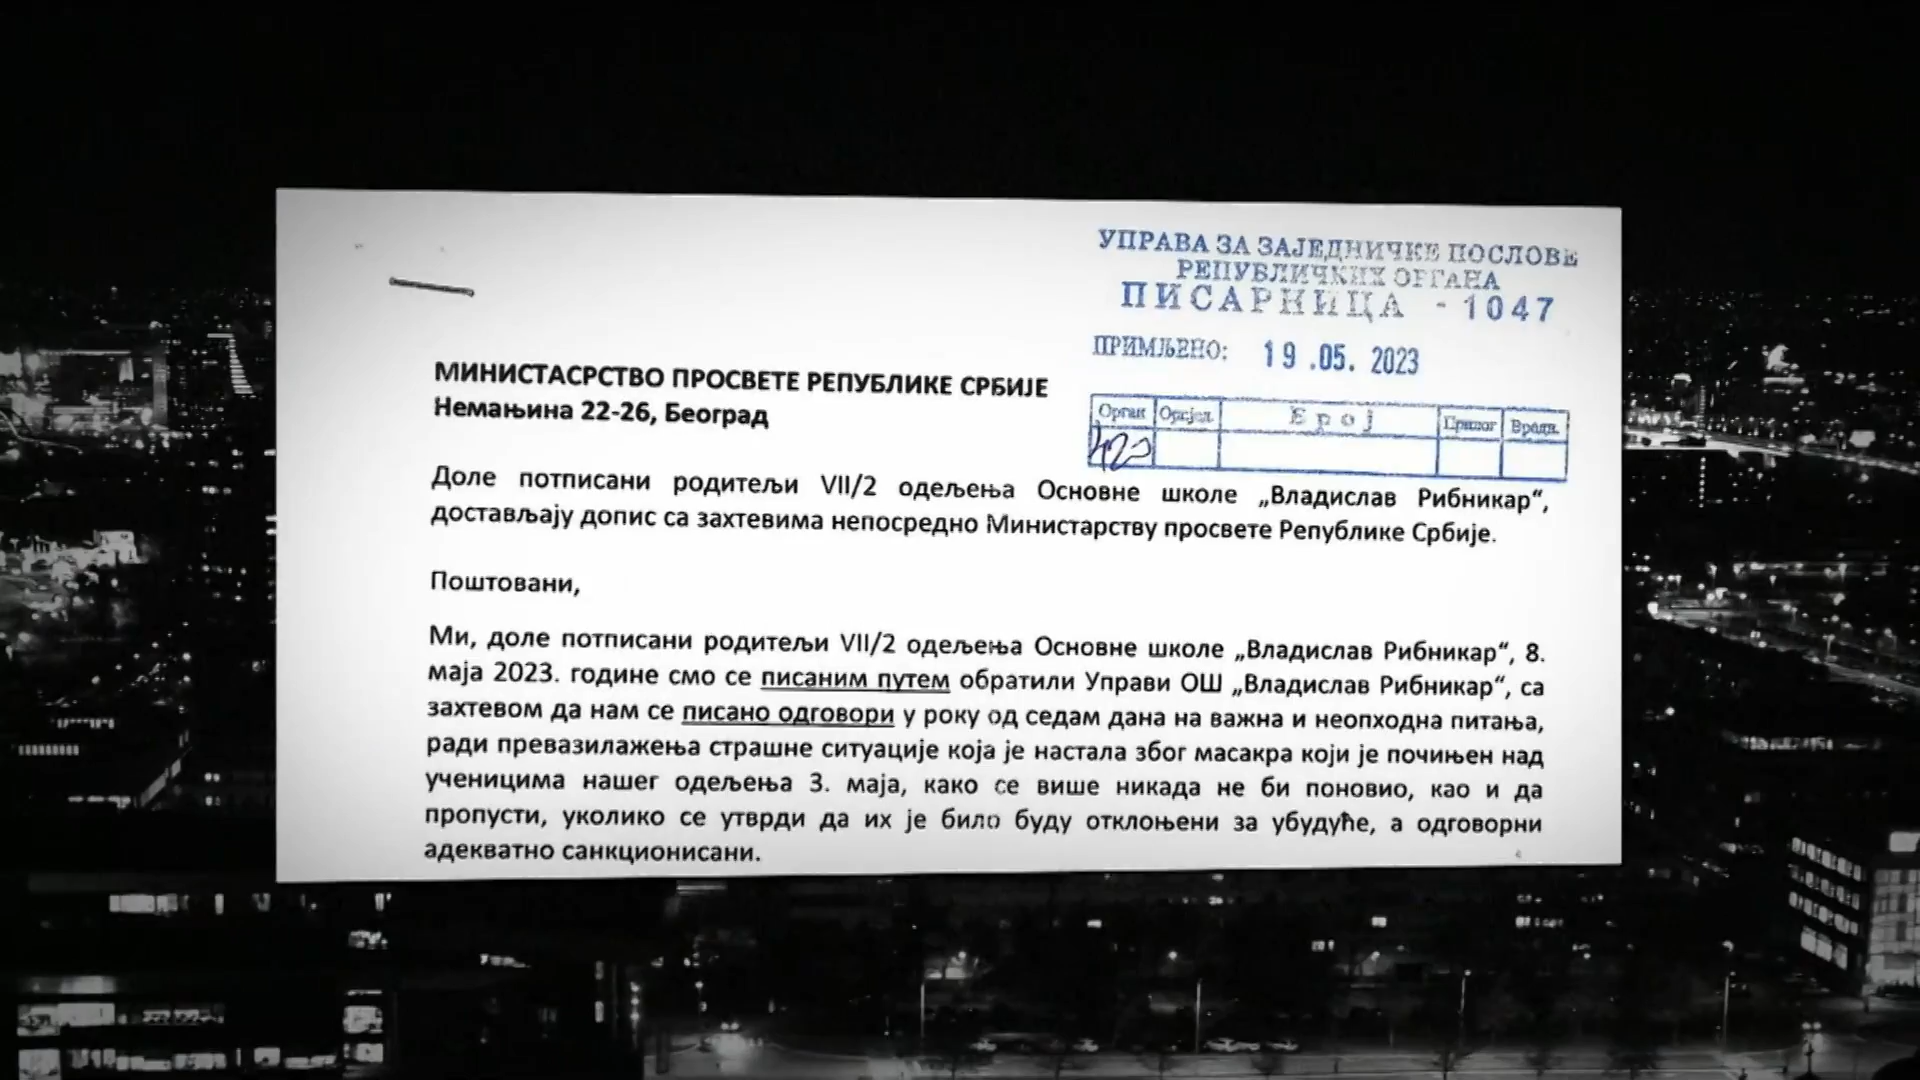 УПРАВА ЗА ЗАЈЕДНИЧКЕ ПОСЛОВЕ
РЕПУБЛИЧКИХ ОРГАНА
ПИСАРНИЦА - 1047
ПРИМЉЕНО: 19.05. 2023
Орган Орг.јед. Број Прилог Вредн.
МИНИСТАСРСТВО ПРОСВЕТЕ РЕПУБЛИКЕ СРБИЈЕ
Немањина 22-26, Београд
Доле потписани родитељи VII/2 одељења Основне школе „Владислав Рибникар“,
достављају допис са захтевима непосредно Министарству просвете Републике Србије.
Поштовани,
Ми, доле потписани родитељи VII/2 одељења Основне школе „Владислав Рибникар“, 8.
маја 2023. године смо се писаним путем обратили Управи ОШ „Владислав Рибникар“, са
захтевом да нам се писано одговори у року од седам дана на важна и неопходна питања,
ради превазилажења страшне ситуације која је настала због масакра који је почињен над
ученицима нашег одељења 3. маја, како се више никада не би поновио, као и да
пропусти, уколико се утврди да их је било буду отклоњени за убудуће, а одговорни
адекватно санкционисани.